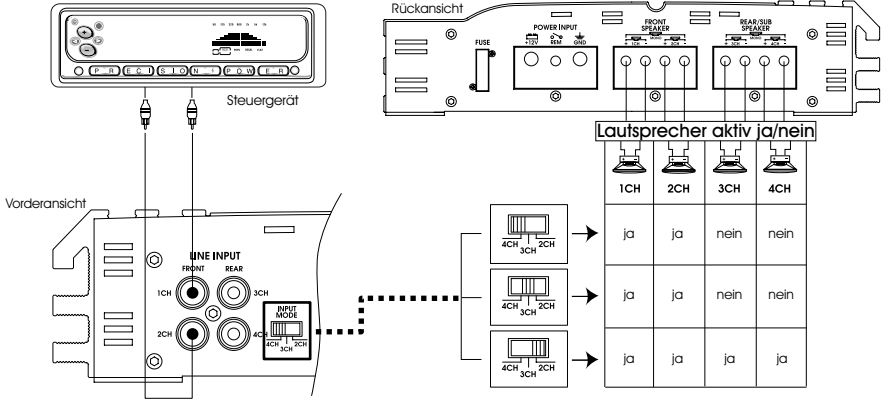 Rückansicht
POWER INPUT
+12V REM GND
FUSE
FRONT SPEAKER
MONO
+ 1CH - + 2CH -
REAR/SUB SPEAKER
MONO
+ 3CH - + 4CH -
P R E C I S I O N P O W E R
Steuergerät
Lautsprecher aktiv ja/nein
1CH 2CH 3CH 4CH
Vorderansicht
LINE INPUT
FRONT REAR
1CH 3CH
2CH 4CH
INPUT MODE
4CH 3CH 2CH
4CH 3CH 2CH
ja ja nein nein
4CH 3CH 2CH
ja ja nein nein
4CH 3CH 2CH
ja ja ja ja